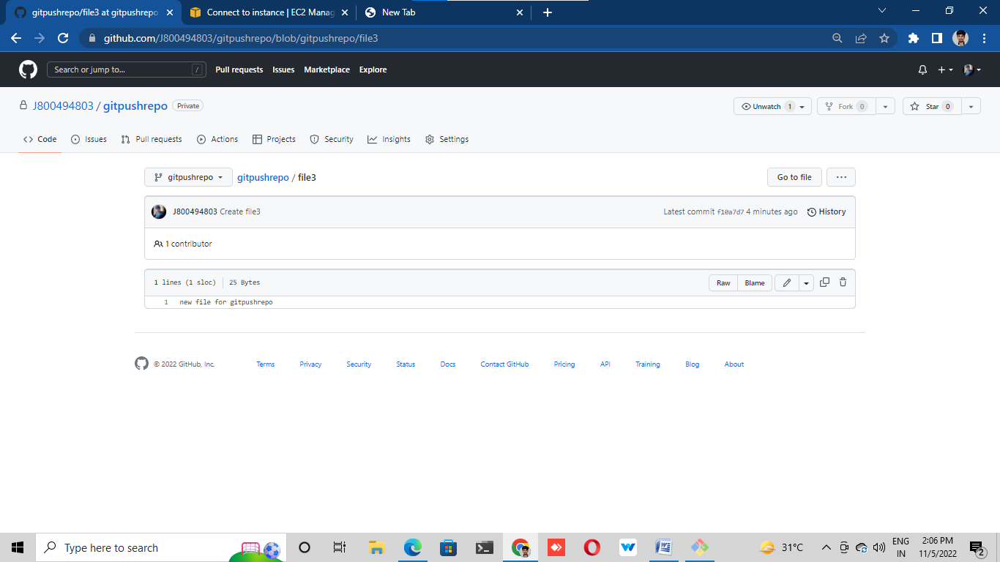 gitpushrepo/file3 at gitpushrepo
Connect to instance | EC2 Manag
New Tab
github.com/J800494803/gitpushrepo/blob/gitpushrepo/file3
Search or jump to... /
Pull requests Issues Marketplace Explore
J800494803 / gitpushrepo Private
Unwatch 1 Fork 0 Star 0
Code Issues Pull requests Actions Projects Security Insights Settings
gitpushrepo gitpushrepo / file3 Go to file
J800494803 Create file3 Latest commit f10a7d7 4 minutes ago History
1 contributor
1 lines (1 sloc) 25 Bytes Raw Blame
1 new file for gitpushrepo
© 2022 GitHub, Inc. Terms Privacy Security Status Docs Contact GitHub Pricing API Training Blog About
Type here to search
31°C
ENG
IN
2:06 PM
11/5/2022
2